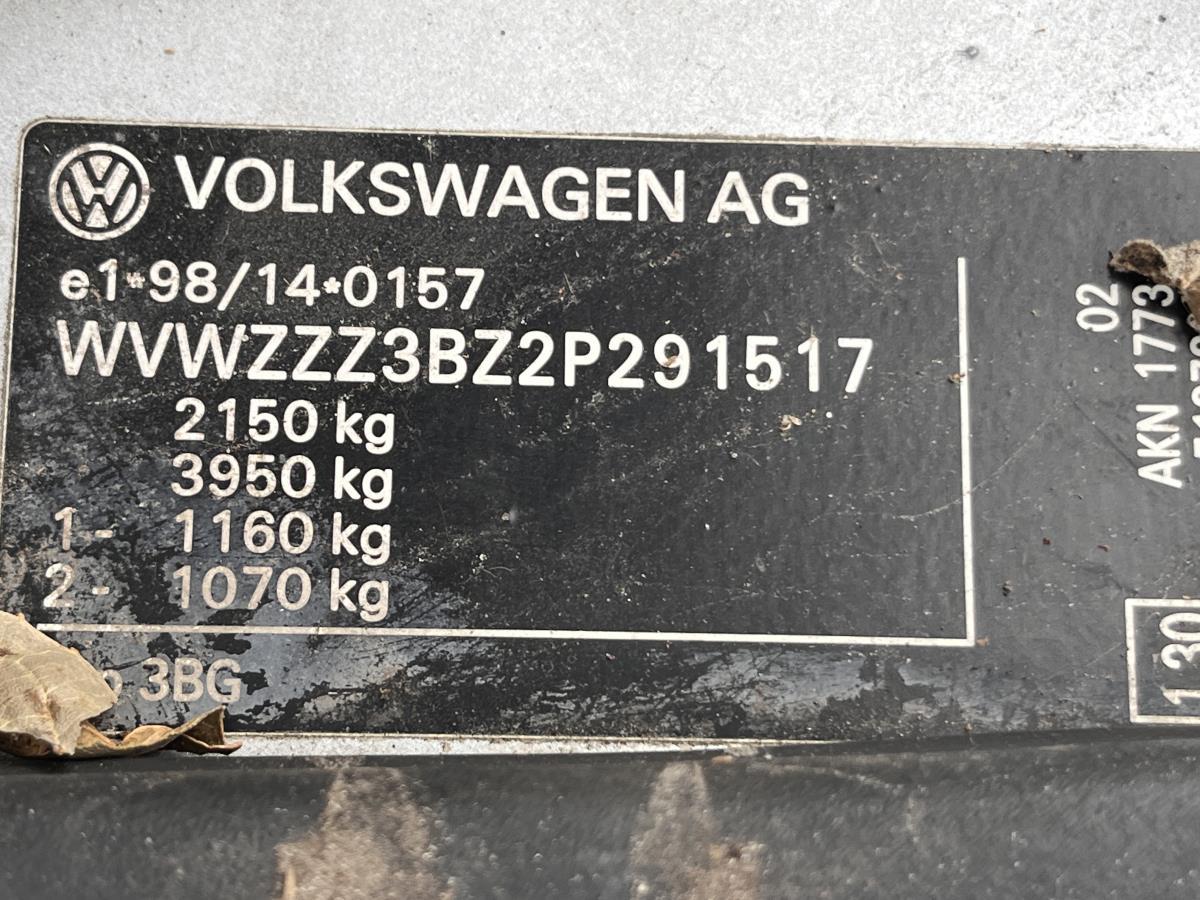 VOLKSWAGEN AG
e1*98/14*0157
WVWZZZ3BZ2P291517
2150 kg
3950 kg
1- 1160 kg
2- 1070 kg
3BG
02
AKN 1773
130